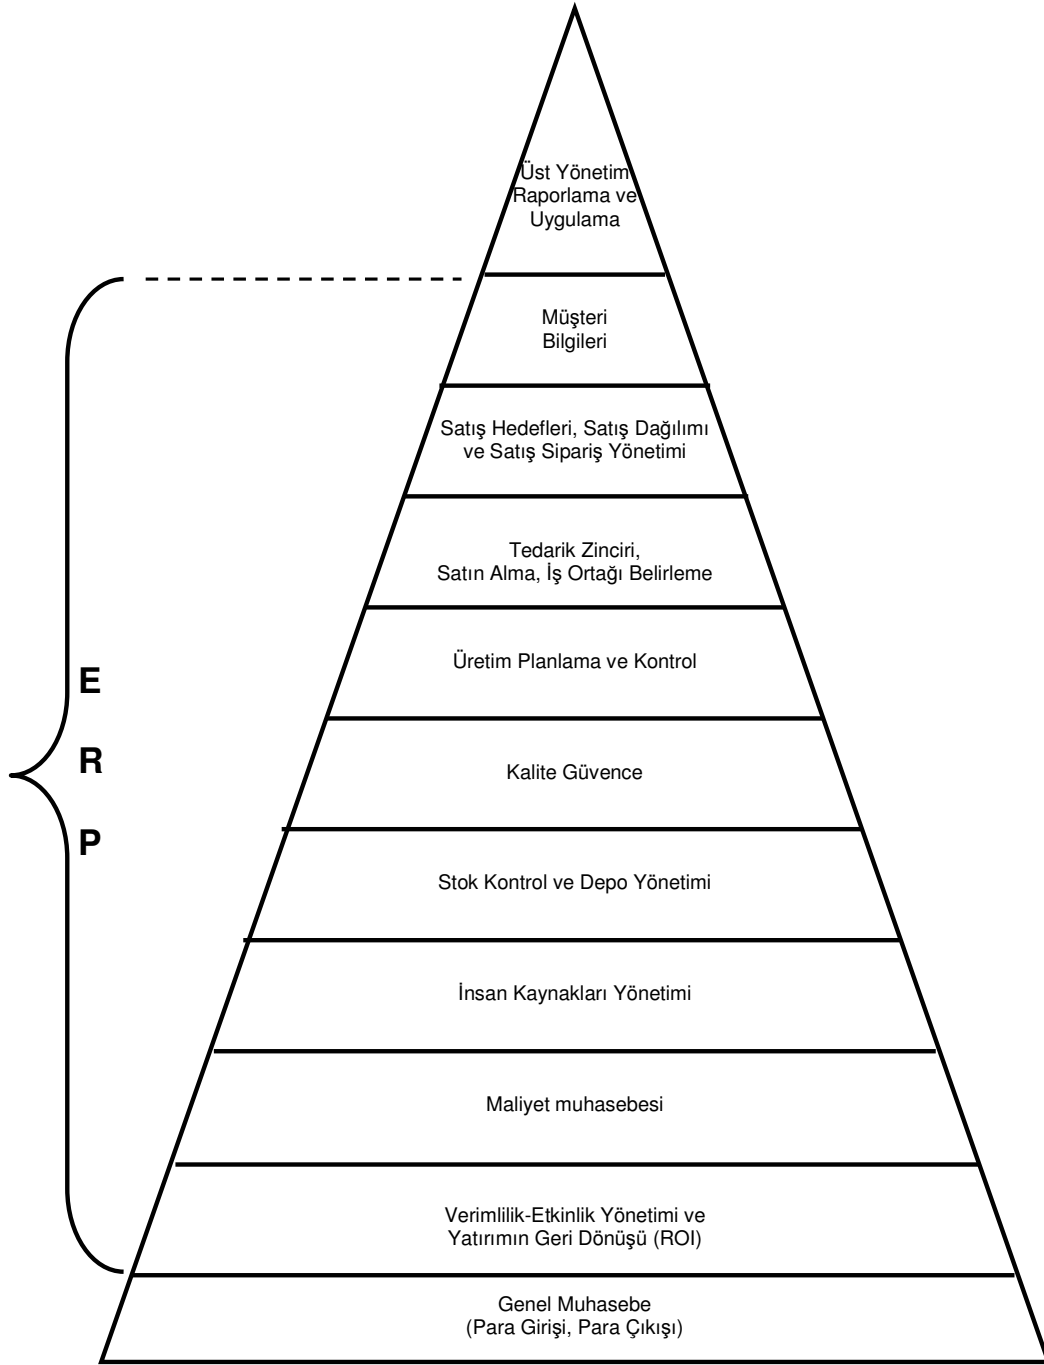 Üst Yönetim
Raporlama ve
Uygulama
Müşteri
Bilgileri
Satış Hedefleri, Satış Dağılımı
ve Satış Sipariş Yönetimi
Tedarik Zinciri,
Satın Alma, İş Ortağı Belirleme
Üretim Planlama ve Kontrol
E
R
P
Kalite Güvence
Stok Kontrol ve Depo Yönetimi
İnsan Kaynakları Yönetimi
Maliyet muhasebesi
Verimlilik-Etkinlik Yönetimi ve
Yatırımın Geri Dönüşü (ROI)
Genel Muhasebe
(Para Girişi, Para Çıkışı)